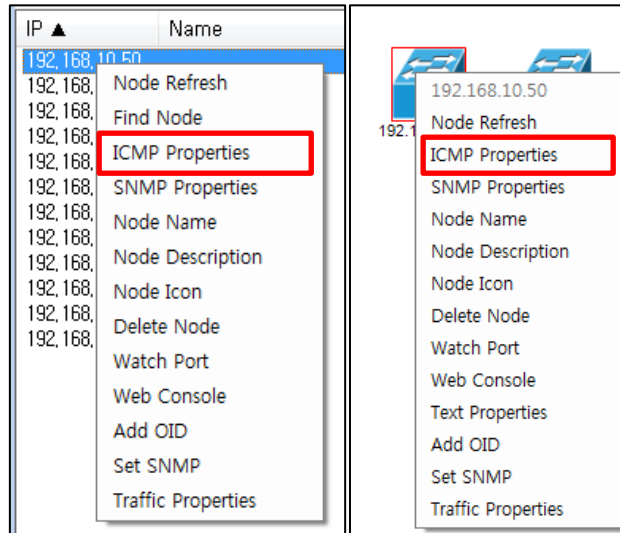 IP ▲ Name
192,168,10,50
192,168,
192,168,
192,168,
192,168,
192,168,
192,168,
192,168,
192,168,
192,168,
192,168,
192,168,
Node Refresh
Find Node
ICMP Properties
SNMP Properties
Node Name
Node Description
Node Icon
Delete Node
Watch Port
Web Console
Add OID
Set SNMP
Traffic Properties
192.1
192.168.10.50
Node Refresh
ICMP Properties
SNMP Properties
Node Name
Node Description
Node Icon
Delete Node
Watch Port
Web Console
Text Properties
Add OID
Set SNMP
Traffic Properties